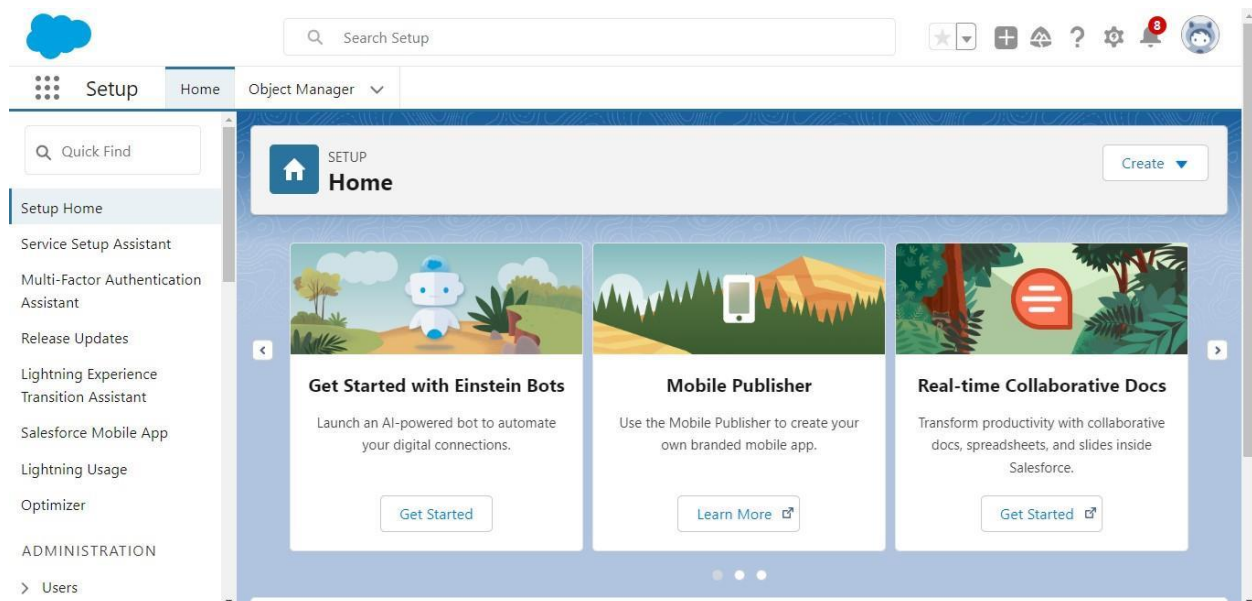 Search Setup
8
Setup
Home
Object Manager
Quick Find
Setup Home
Service Setup Assistant
Multi-Factor Authentication
Assistant
Release Updates
Lightning Experience
Transition Assistant
Salesforce Mobile App
Lightning Usage
Optimizer
ADMINISTRATION
Users
SETUP
Home
Create
Get Started with Einstein Bots
Launch an AI-powered bot to automate
your digital connections.
Get Started
Mobile Publisher
Use the Mobile Publisher to create your
own branded mobile app.
Learn More
Real-time Collaborative Docs
Transform productivity with collaborative
docs, spreadsheets, and slides inside
Salesforce.
Get Started